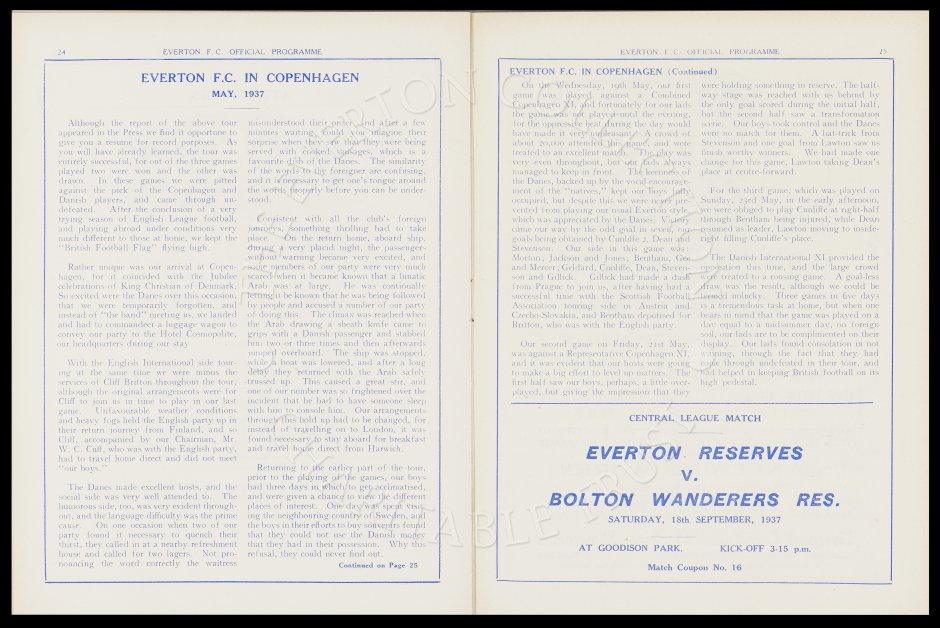 24
EVERTON F. C. OFFICIAL PROGRAMME
EVERTON F.C. IN COPENHAGEN
MAY, 1937
Although the report of the above tour
appeared in the Press we find it opportune to
give you a resume for record purposes. As
you will have already learned, the tour was
entirely successful, for out of the three games
played two were won and the other was
drawn. In these games we were pitted
against the pick of the Copenhagen and
Danish players, and came through un-
defeated. After the conclusion of a very
trying season of English League football,
and playing abroad under conditions very
much different to those at home, we kept the
"British Football Flag" flying high.
Rather unique was our arrival at Copen-
hagen, for it coincided with the Jubilee
celebrations of King Christian of Denmark.
So excited were the Danes over this occasion,
that we were temporarily forgotten, and
instead of "the band" meeting us, we landed
and had to commandeer a luggage wagon to
convey our party to the Hotel Cosmopolite,
our headquarters during our stay
With the English International side tour-
ing at the same time we were minus the
services of Cliff Britton throughout the tour,
although the original arrangements were for
Cliff to join us in time to play in our last
game. Unfavourable weather conditions
and heavy fogs held the English party up in
their return journey from Finland, and so
Cliff, accompanied by our Chairman, Mr.
W. C. Cuff, who was with the English party,
had to travel home direct and did not meet
"our boys."
The Danes made excellent hosts, and the
social side was very well attended to. The
humorous side, too, was very evident through-
out, and the language difficulty was the prime
cause. On one occasion when two of our
party found it necessary to quench their
thirst, they called in at a nearby refreshment
house and called for two lagers. Not pro-
nouncing the word correctly the waitress
misunderstood their order and after a few
minutes waiting, could you imagine their
surprise when they saw that they were being
served with cooked sausages, which is a
favourite dish of the Danes. The similarity
of the words to the foreigner are confusing,
and it is necessary to get one's tongue around
the words properly before you can be under-
stood.
Consistent with all the club's foreign
journeys, something thrilling had to take
place. On the return home, aboard ship,
during a very placid night, the passengers
without warning became very excited, and
some members of our party were very much
scared when it became known that a lunatic
Arab was at large. He was continually
letting it be known that he was being followed
by people and accused a number of our party
of doing this. The climax was reached when
the Arab drawing a sheath knife came to
grips with a Danish passenger and stabbed
him two or three times and then afterwards
jumped overboard. The ship was stopped,
while a boat was lowered, and after a long
delay they returned with the Arab safely
trussed up. This caused a great stir, and
one of our number was so frightened over the
incident that he had to have someone sleep
with him to console him. Our arrangements
through this hold up had to be changed, for
instead of travelling on to London, it was
found necessary to stay aboard for breakfast
and travel home direct from Harwich.
Returning to the earlier part of the tour,
prior to the playing of the games, our boys
had three days in which to get acclimatised,
and were given a chance to view the different
places of interest. One day was spent visit-
ing the neighbouring country of Sweden, and
the boys in their efforts to buy souvenirs found
that they could not use the Danish money
that they had in their possession. Why this
refusal, they could never find out.
Continued on Page 25
EVERTON F. C. OFFICIAL PROGRAMME
25
EVERTON F.C. IN COPENHAGEN (Continued)
On the Wednesday, 19th May, our first
game was played against a Combined
Copenhagen XI, and fortunately for our lads
the game was not played until the evening,
for the oppressive heat during the day would
have made it very unpleasant. A crowd of
about 20,000 attended this game, and were
treated to an excellent match. The play was
very even throughout, but our lads always
managed to keep in front. The keenness of
the Danes, backed up by the vocal encourage-
ment of the "natives," kept our boys fully
occupied, but despite this we were never pre-
vented from playing our usual Everton style
which was appreciated by the Danes. Victory
came our way by the odd goal in seven, our
goals being obtained by Cunliffe 2, Dean and
Stevenson. Our side in this game was:
Morton; Jackson and Jones; Bentham, Gee
and Mercer; Geldard, Cunliffe, Dean, Steven-
son and Gillick. Gillick had made a dash
from Prague to join us, after having had a
successful time with the Scottish Football
Association touring side in Austria and
Czecho-Slovakia, and Bentham deputised for
Britton, who was with the English party.
Our second game on Friday, 21st May,
was against a Representative Copenhagen XI,
and it was evident that our hosts were going
to make a big effort to level up matters. The
first half saw our boys, perhaps, a little over-
played, but giving the impression that they
were holding something in reserve. The half-
way stage was reached with us behind by
the only goal scored during the initial half,
but the second half saw a transformation
scene. Our boys took control and the Danes
were no match for them. A hat-trick from
Stevenson and one goal from Lawton saw us
finish worthy winners. We had made one
change for this game, Lawton taking Dean's
place at centre-forward.
For the third game, which was played on
Sunday, 23rd May, in the early afternoon,
we were obliged to play Cunliffe at right-half
through Bentham being injured, while Dean
resumed as leader, Lawton moving to inside-
right filling Cunliffe's place.
The Danish International XI provided the
opposition this time, and the large crowd
were treated to a rousing game. A goal-less
draw was the result, although we could be
termed unlucky. Three games in five days
is a tremendous task at home, but when one
bears in mind that the game was played on a
day equal to a midsummer day, on foreign
soil, our lads are to be complimented on their
display. Our lads found consolation in not
winning, through the fact that they had
come through undefeated in their tour, and
had helped in keeping British football on its
high pedestal.
CENTRAL LEAGUE MATCH
EVERTON RESERVES
V.
BOLTON WANDERERS RES.
SATURDAY, 18th SEPTEMBER, 1937
AT GOODISON PARK. KICK-OFF 3-15 p.m.
Match Coupon No. 16